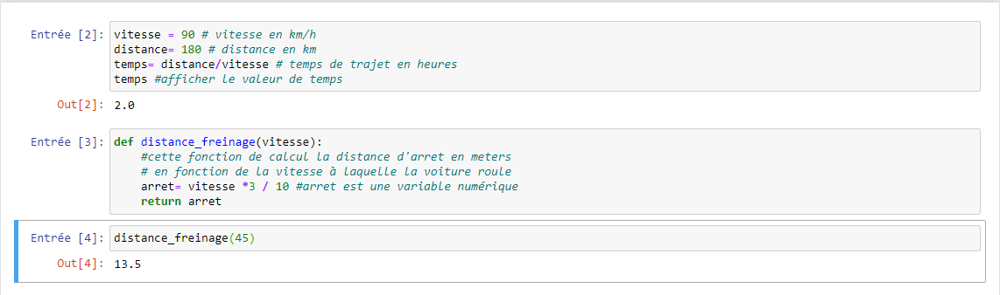 Entrée [2]: vitesse = 90 # vitesse en km/h
distance= 180 # distance en km
temps= distance/vitesse # temps de trajet en heures
temps #afficher le valeur de temps
Out[2]: 2.0
Entrée [3]: def distance_freinage(vitesse):
#cette fonction de calcul la distance d'arret en meters
# en fonction de la vitesse à laquelle la voiture roule
arret= vitesse *3 / 10 #arret est une variable numérique
return arret
Entrée [4]: distance_freinage(45)
Out[4]: 13.5